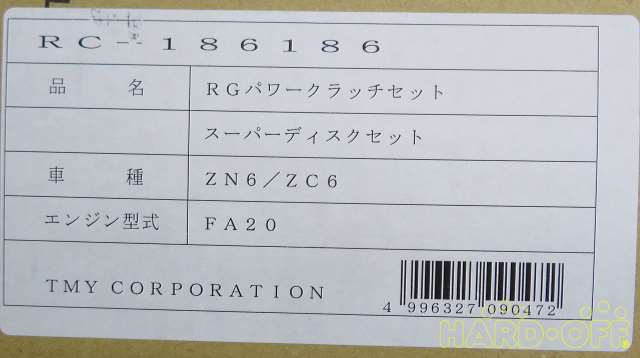 RC-186186
品名 RGパワークラッチセット
スーパーディスクセット
車種 ZN6／ZC6
エンジン型式 FA20
TMY CORPORATION
4 996327 090472
HARD-OFF